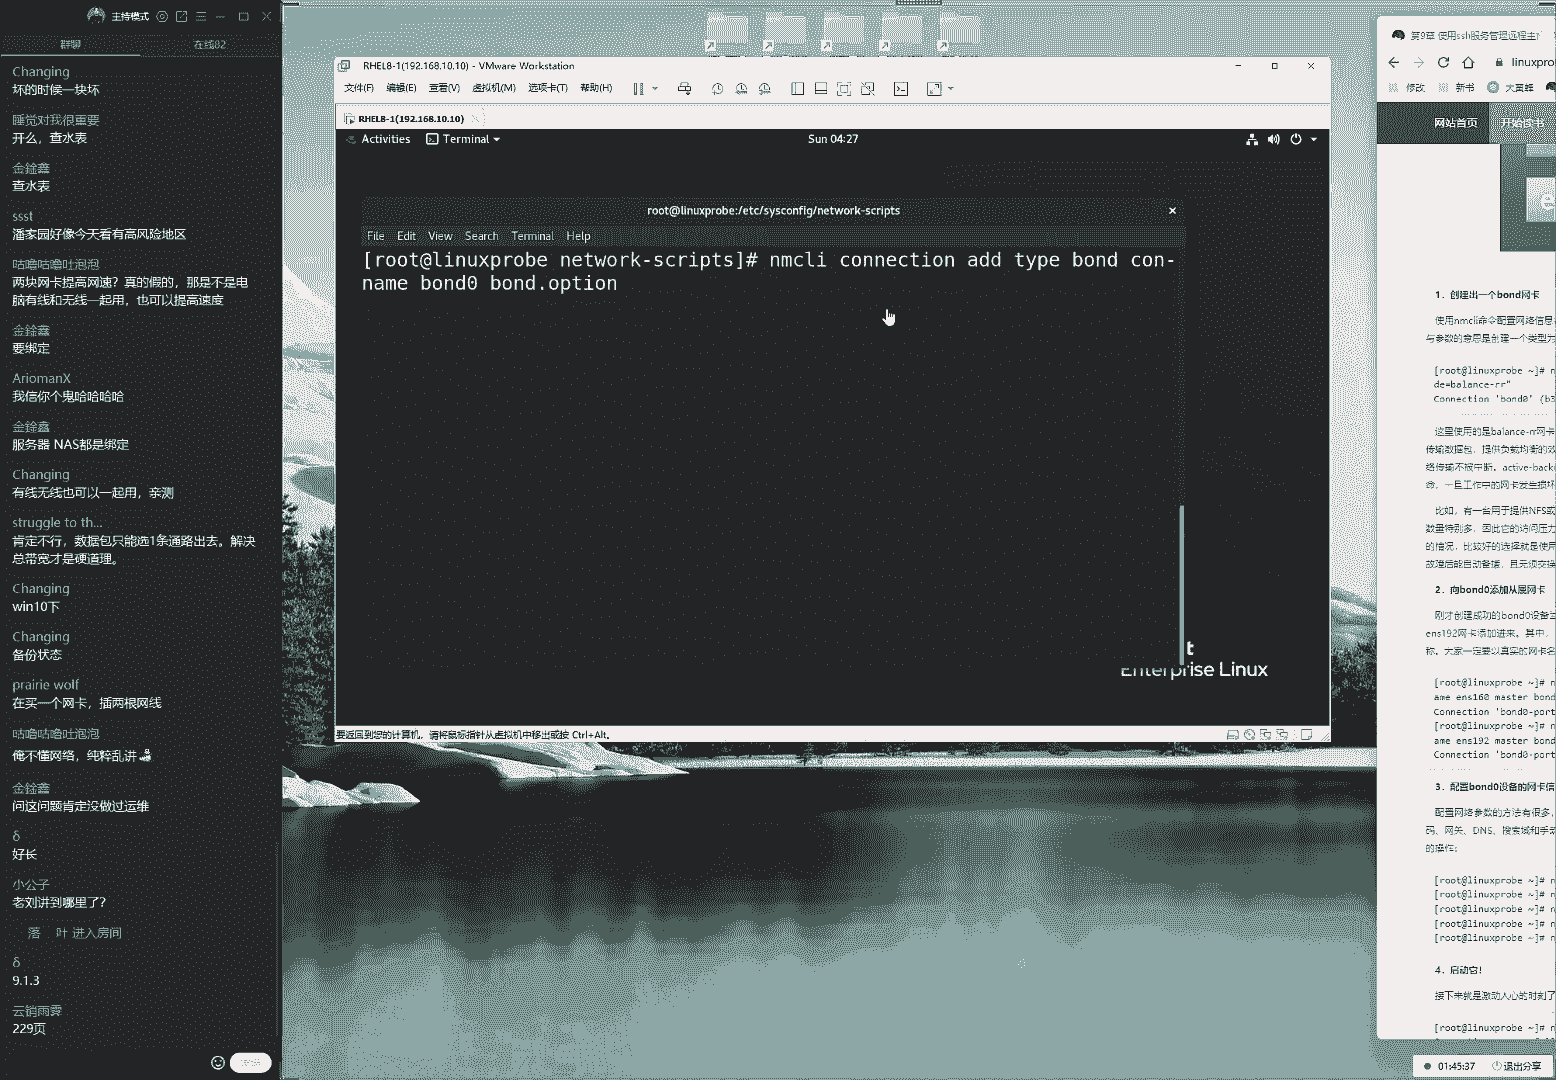 主持模式
群聊
在线82
Changing
坏的时候一块坏
睡觉对我很重要
开么，查水表
金鍂鑫
查水表
ssst
潘家园好像今天看有高风险地区
咕噜咕噜吐泡泡
两块网卡提高网速？真的假的，那是不是电
脑有线和无线一起用，也可以提高速度
金鍂鑫
要绑定
AriomanX
我信你个鬼哈哈哈哈
金鍂鑫
服务器 NAS都是绑定
Changing
有线无线也可以一起用，亲测
struggle to th...
肯定不行，数据包只能选1条通路出去。解决
总带宽才是硬道理。
Changing
win10下
Changing
备份状态
prairie wolf
在买一个网卡，插两根网线
咕噜咕噜吐泡泡
俺不懂网络，纯粹乱讲
金鍂鑫
问这问题肯定没做过运维
δ
好长
小公子
老刘讲到哪里了？
落 叶 进入房间
δ
9.1.3
云销雨霁
229页
RHEL8-1(192.168.10.10) - VMware Workstation
文件(F) 编辑(E) 查看(V) 虚拟机(M) 选项卡(T) 帮助(H)
RHEL8-1(192.168.10.10)
Activities
Terminal
Sun 04:27
root@linuxprobe:/etc/sysconfig/network-scripts
File Edit View Search Terminal Help
[root@linuxprobe network-scripts]# nmcli connection add type bond con-
name bond0 bond.option
Enterprise Linux
要返回到您的计算机，请将鼠标指针从虚拟机中移出或按 Ctrl+Alt。
第9章 使用ssh服务管理远程主
linuxpro
修改 新书 大黄蜂
网站首页
开始读书
1. 创建出一个bond网卡
使用nmcli命令配置网络信息
与参数的意思是创建一个类型为
[root@linuxprobe ~]# n
de=balance-rr"
Connection 'bond0' (b3
这里使用的是balance-rr网卡
传输数据包，提供负载均衡的效
络传输不被中断。active-back
命，一旦工作中的网卡发生损坏
比如，有一台用于提供NFS或
数量特别多，因此它的访问压力
的情况，比较好的选择就是使用
故障后能自动备援，且无须交换
2. 向bond0添加从属网卡
刚才创建成功的bond0设备当
ens192网卡添加进来。其中，
称。大家一定要以真实的网卡名
[root@linuxprobe ~]# n
ame ens160 master bond
Connection 'bond0-port
[root@linuxprobe ~]# n
ame ens192 master bond
Connection 'bond0-port
3. 配置bond0设备的网卡信
配置网络参数的方法有很多，
码、网关、DNS、搜索域和手动
的操作：
[root@linuxprobe ~]# n
[root@linuxprobe ~]# n
[root@linuxprobe ~]# n
[root@linuxprobe ~]# n
[root@linuxprobe ~]# n
4. 启动它！
接下来就是激动人心的时刻了
[root@linuxprobe ~]# n
01:45:37
退出分享